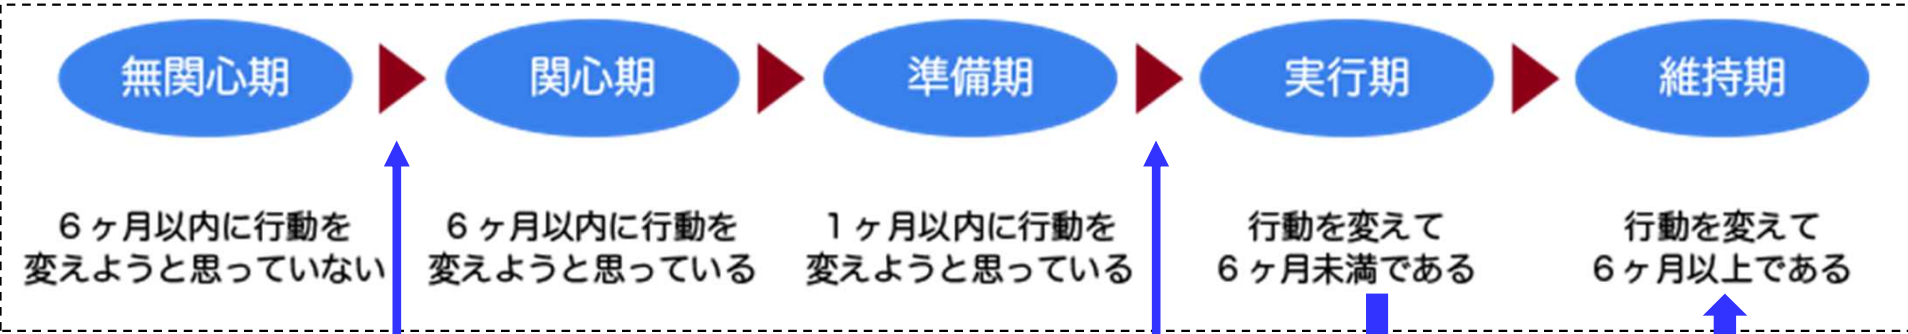 無関心期
関心期
準備期
実行期
維持期
6ヶ月以内に行動を
変えようと思っていない
6ヶ月以内に行動を
変えようと思っている
1ヶ月以内に行動を
変えようと思っている
行動を変えて
6ヶ月未満である
行動を変えて
6ヶ月以上である